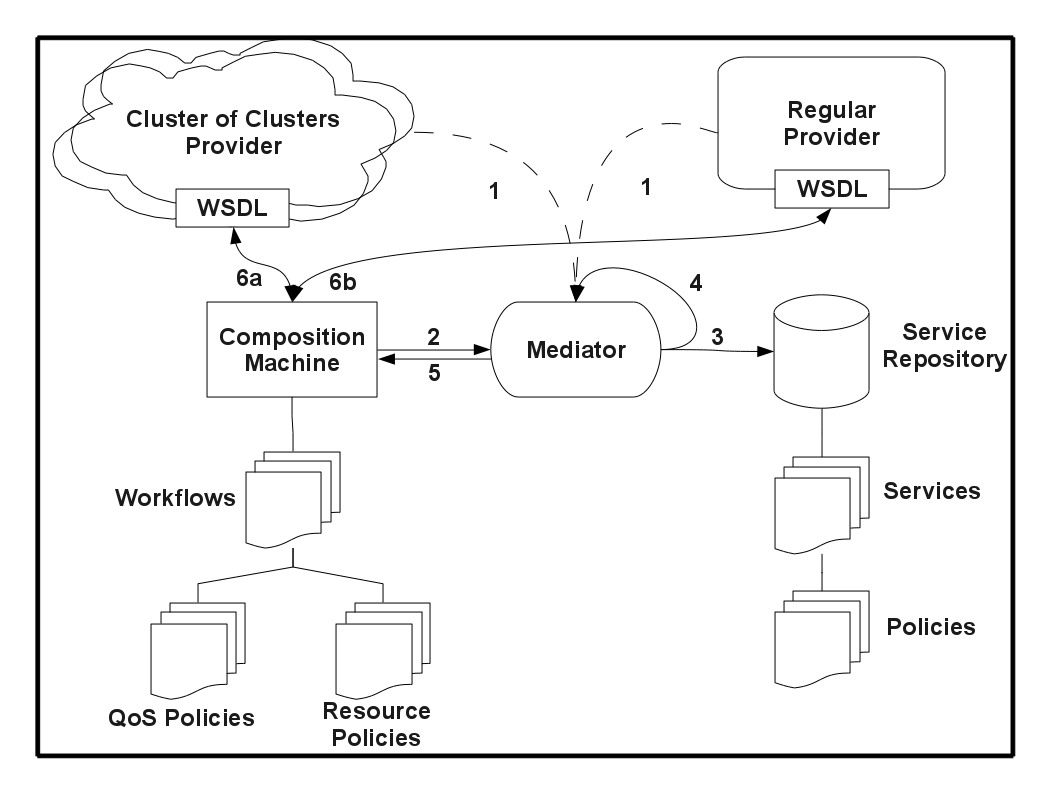 Cluster of Clusters
Provider
WSDL
Regular
Provider
WSDL
1
1
6a
6b
4
Composition
Machine
2
5
Mediator
3
Service
Repository
Workflows
Services
QoS Policies
Resource
Policies
Policies